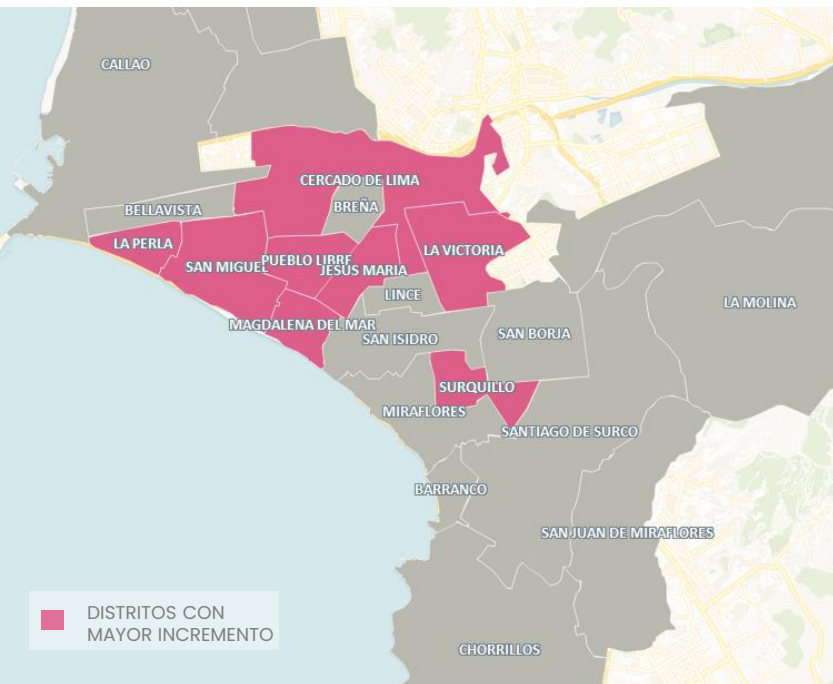 CALLAO
CERCADO DE LIMA
BREÑA
BELLAVISTA
LA PERLA
SAN MIGUEL
PUEBLO LIBRE
JESÚS MARIA
LA VICTORIA
LINCE
LA MOLINA
MAGDALENA DEL MAR
SAN ISIDRO
SAN BORJA
SURQUILLO
MIRAFLORES
SANTIAGO DE SURCO
BARRANCO
SAN JUAN DE MIRAFLORES
DISTRITOS CON
MAYOR INCREMENTO
CHORRILLOS